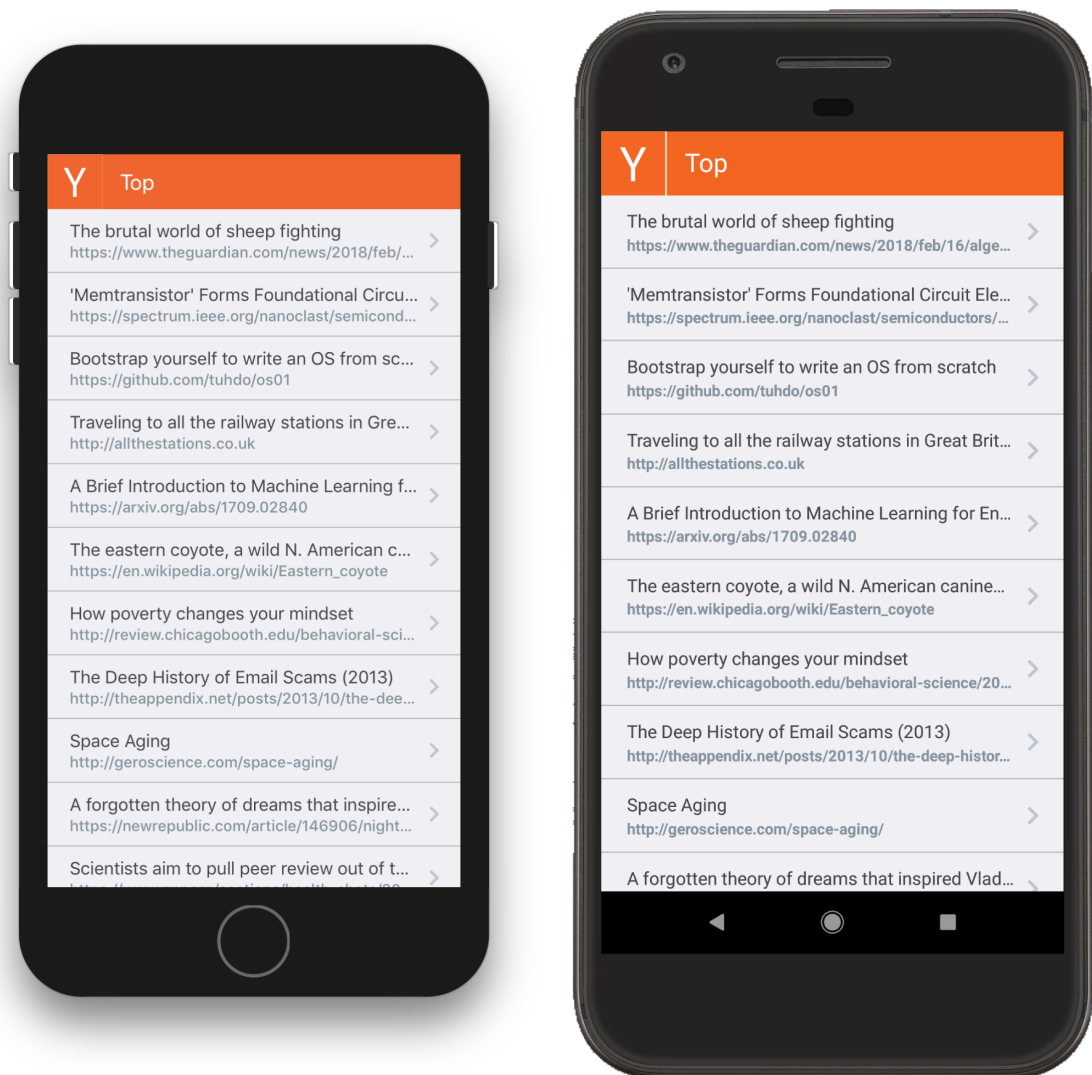 Y Top
The brutal world of sheep fighting
https://www.theguardian.com/news/2018/feb/...
'Memtransistor' Forms Foundational Circu...
https://spectrum.ieee.org/nanoclast/semicond...
Bootstrap yourself to write an OS from sc...
https://github.com/tuhdo/os01
Traveling to all the railway stations in Gre...
http://allthestations.co.uk
A Brief Introduction to Machine Learning f...
https://arxiv.org/abs/1709.02840
The eastern coyote, a wild N. American c...
https://en.wikipedia.org/wiki/Eastern_coyote
How poverty changes your mindset
http://review.chicagobooth.edu/behavioral-sci...
The Deep History of Email Scams (2013)
http://theappendix.net/posts/2013/10/the-dee...
Space Aging
http://geroscience.com/space-aging/
A forgotten theory of dreams that inspire...
https://newrepublic.com/article/146906/night...
Scientists aim to pull peer review out of t...
Y Top
The brutal world of sheep fighting
https://www.theguardian.com/news/2018/feb/16/alge...
'Memtransistor' Forms Foundational Circuit Ele...
https://spectrum.ieee.org/nanoclast/semiconductors/...
Bootstrap yourself to write an OS from scratch
https://github.com/tuhdo/os01
Traveling to all the railway stations in Great Brit...
http://allthestations.co.uk
A Brief Introduction to Machine Learning for En...
https://arxiv.org/abs/1709.02840
The eastern coyote, a wild N. American canine...
https://en.wikipedia.org/wiki/Eastern_coyote
How poverty changes your mindset
http://review.chicagobooth.edu/behavioral-science/20...
The Deep History of Email Scams (2013)
http://theappendix.net/posts/2013/10/the-deep-histor...
Space Aging
http://geroscience.com/space-aging/
A forgotten theory of dreams that inspired Vlad...